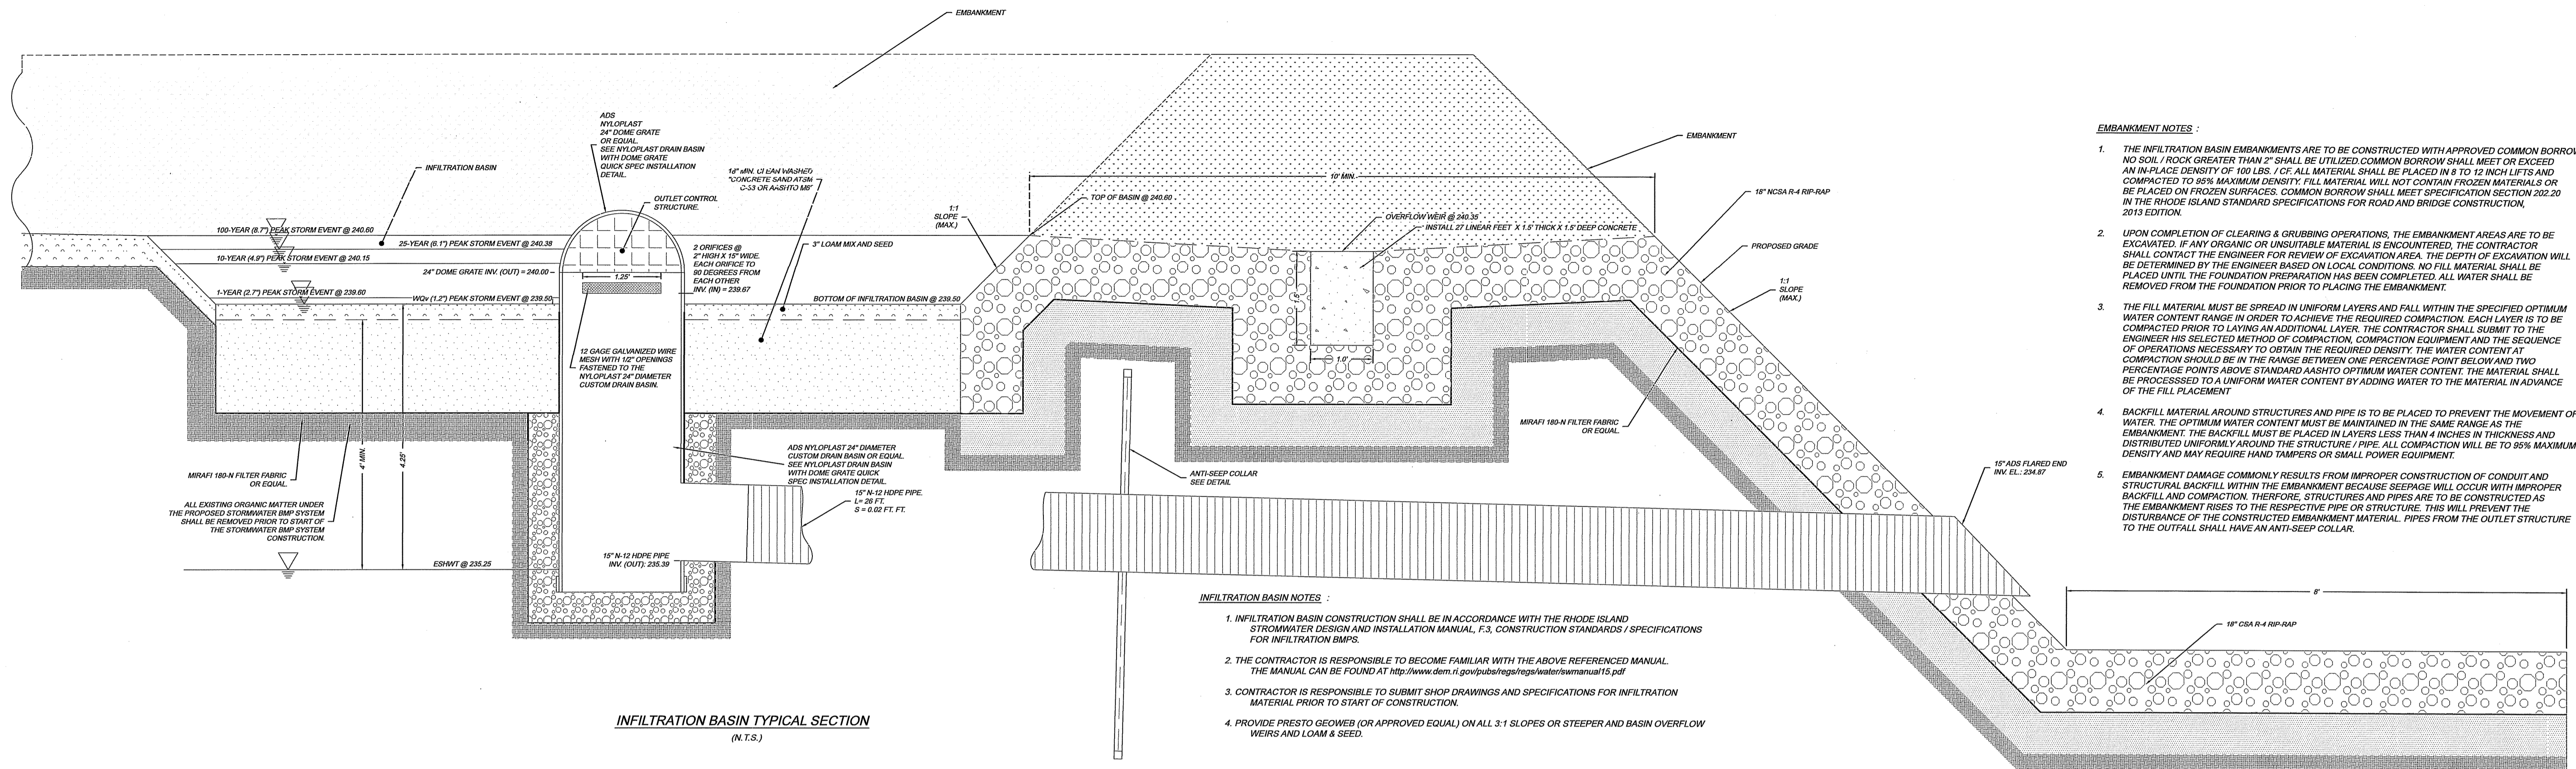 EMBANKMENT
ADS
NYLOPLAST
24" DOME GRATE
OR EQUAL.
SEE NYLOPLAST DRAIN BASIN
WITH DOME GRATE
QUICK SPEC INSTALLATION
DETAIL.
INFILTRATION BASIN
18" MIN. CLEAN WASHED
"CONCRETE SAND ATSM
C-33 OR AASHTO M6"
OUTLET CONTROL
STRUCTURE.
1:1
SLOPE
(MAX.)
TOP OF BASIN @ 240.60
10' MIN.
EMBANKMENT
18" NCSA R-4 RIP-RAP
OVERFLOW WEIR @ 240.35
INSTALL 27 LINEAR FEET X 1.5' THICK X 1.5' DEEP CONCRETE
PROPOSED GRADE
1:1
SLOPE
(MAX.)
100-YEAR (8.7") PEAK STORM EVENT @ 240.60
25-YEAR (6.1") PEAK STORM EVENT @ 240.38
10-YEAR (4.9") PEAK STORM EVENT @ 240.15
24" DOME GRATE INV. (OUT) = 240.00
1-YEAR (2.7") PEAK STORM EVENT @ 239.60
WQv (1.2") PEAK STORM EVENT @ 239.50
1.25'
2 ORIFICES @
2" HIGH X 15" WIDE.
EACH ORIFICE TO
90 DEGREES FROM
EACH OTHER
INV. (IN) = 239.67
3" LOAM MIX AND SEED
BOTTOM OF INFILTRATION BASIN @ 239.50
1.5'
1.0'
12 GAGE GALVANIZED WIRE
MESH WITH 1/2" OPENINGS
FASTENED TO THE
NYLOPLAST 24" DIAMETER
CUSTOM DRAIN BASIN.
4' MIN.
4.25'
MIRAFI 180-N FILTER FABRIC
OR EQUAL.
ALL EXISTING ORGANIC MATTER UNDER
THE PROPOSED STORMWATER BMP SYSTEM
SHALL BE REMOVED PRIOR TO START OF
THE STORMWATER BMP SYSTEM
CONSTRUCTION.
ESHWT @ 235.25
ADS NYLOPLAST 24" DIAMETER
CUSTOM DRAIN BASIN OR EQUAL.
SEE NYLOPLAST DRAIN BASIN
WITH DOME GRATE QUICK
SPEC INSTALLATION DETAIL.
15" N-12 HDPE PIPE.
L= 26 FT.
S = 0.02 FT. FT.
15" N-12 HDPE PIPE
INV. (OUT): 235.39
ANTI-SEEP COLLAR
SEE DETAIL
MIRAFI 180-N FILTER FABRIC
OR EQUAL.
15" ADS FLARED END
INV. EL.: 234.87
8'
18" CSA R-4 RIP-RAP
INFILTRATION BASIN TYPICAL SECTION
(N.T.S.)
INFILTRATION BASIN NOTES :
1. INFILTRATION BASIN CONSTRUCTION SHALL BE IN ACCORDANCE WITH THE RHODE ISLAND
STROMWATER DESIGN AND INSTALLATION MANUAL, F.3, CONSTRUCTION STANDARDS / SPECIFICATIONS
FOR INFILTRATION BMPS.
2. THE CONTRACTOR IS RESPONSIBLE TO BECOME FAMILIAR WITH THE ABOVE REFERENCED MANUAL.
THE MANUAL CAN BE FOUND AT http://www.dem.ri.gov/pubs/regs/regs/water/swmanual15.pdf
3. CONTRACTOR IS RESPONSIBLE TO SUBMIT SHOP DRAWINGS AND SPECIFICATIONS FOR INFILTRATION
MATERIAL PRIOR TO START OF CONSTRUCTION.
4. PROVIDE PRESTO GEOWEB (OR APPROVED EQUAL) ON ALL 3:1 SLOPES OR STEEPER AND BASIN OVERFLOW
WEIRS AND LOAM & SEED.
EMBANKMENT NOTES :
1. THE INFILTRATION BASIN EMBANKMENTS ARE TO BE CONSTRUCTED WITH APPROVED COMMON BORROW
NO SOIL / ROCK GREATER THAN 2" SHALL BE UTILIZED.COMMON BORROW SHALL MEET OR EXCEED
AN IN-PLACE DENSITY OF 100 LBS. / CF. ALL MATERIAL SHALL BE PLACED IN 8 TO 12 INCH LIFTS AND
COMPACTED TO 95% MAXIMUM DENSITY. FILL MATERIAL WILL NOT CONTAIN FROZEN MATERIALS OR
BE PLACED ON FROZEN SURFACES. COMMON BORROW SHALL MEET SPECIFICATION SECTION 202.20
IN THE RHODE ISLAND STANDARD SPECIFICATIONS FOR ROAD AND BRIDGE CONSTRUCTION,
2013 EDITION.
2. UPON COMPLETION OF CLEARING & GRUBBING OPERATIONS, THE EMBANKMENT AREAS ARE TO BE
EXCAVATED. IF ANY ORGANIC OR UNSUITABLE MATERIAL IS ENCOUNTERED, THE CONTRACTOR
SHALL CONTACT THE ENGINEER FOR REVIEW OF EXCAVATION AREA. THE DEPTH OF EXCAVATION WILL
BE DETERMINED BY THE ENGINEER BASED ON LOCAL CONDITIONS. NO FILL MATERIAL SHALL BE
PLACED UNTIL THE FOUNDATION PREPARATION HAS BEEN COMPLETED. ALL WATER SHALL BE
REMOVED FROM THE FOUNDATION PRIOR TO PLACING THE EMBANKMENT.
3. THE FILL MATERIAL MUST BE SPREAD IN UNIFORM LAYERS AND FALL WITHIN THE SPECIFIED OPTIMUM
WATER CONTENT RANGE IN ORDER TO ACHIEVE THE REQUIRED COMPACTION. EACH LAYER IS TO BE
COMPACTED PRIOR TO LAYING AN ADDITIONAL LAYER. THE CONTRACTOR SHALL SUBMIT TO THE
ENGINEER HIS SELECTED METHOD OF COMPACTION, COMPACTION EQUIPMENT AND THE SEQUENCE
OF OPERATIONS NECESSARY TO OBTAIN THE REQUIRED DENSITY. THE WATER CONTENT AT
COMPACTION SHOULD BE IN THE RANGE BETWEEN ONE PERCENTAGE POINT BELOW AND TWO
PERCENTAGE POINTS ABOVE STANDARD AASHTO OPTIMUM WATER CONTENT. THE MATERIAL SHALL
BE PROCESSSED TO A UNIFORM WATER CONTENT BY ADDING WATER TO THE MATERIAL IN ADVANCE
OF THE FILL PLACEMENT
4. BACKFILL MATERIAL AROUND STRUCTURES AND PIPE IS TO BE PLACED TO PREVENT THE MOVEMENT OF
WATER. THE OPTIMUM WATER CONTENT MUST BE MAINTAINED IN THE SAME RANGE AS THE
EMBANKMENT. THE BACKFILL MUST BE PLACED IN LAYERS LESS THAN 4 INCHES IN THICKNESS AND
DISTRIBUTED UNIFORMLY AROUND THE STRUCTURE / PIPE. ALL COMPACTION WILL BE TO 95% MAXIMUM
DENSITY AND MAY REQUIRE HAND TAMPERS OR SMALL POWER EQUIPMENT.
5. EMBANKMENT DAMAGE COMMONLY RESULTS FROM IMPROPER CONSTRUCTION OF CONDUIT AND
STRUCTURAL BACKFILL WITHIN THE EMBANKMENT BECAUSE SEEPAGE WILL OCCUR WITH IMPROPER
BACKFILL AND COMPACTION. THERFORE, STRUCTURES AND PIPES ARE TO BE CONSTRUCTED AS
THE EMBANKMENT RISES TO THE RESPECTIVE PIPE OR STRUCTURE. THIS WILL PREVENT THE
DISTURBANCE OF THE CONSTRUCTED EMBANKMENT MATERIAL. PIPES FROM THE OUTLET STRUCTURE
TO THE OUTFALL SHALL HAVE AN ANTI-SEEP COLLAR.